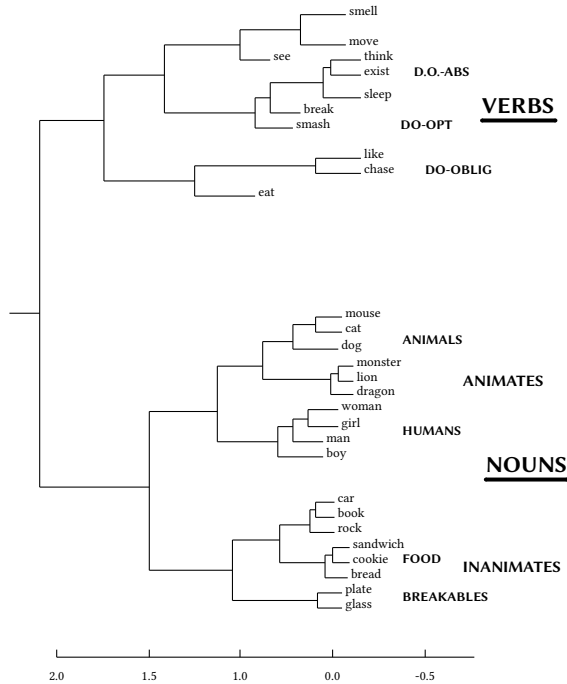 smell
move
see
think
exist
D.O.-ABS
sleep
VERBS
break
smash
DO-OPT
like
chase
DO-OBLIG
eat
mouse
cat
ANIMALS
dog
monster
lion
ANIMATES
dragon
woman
girl
HUMANS
man
boy
NOUNS
car
book
rock
sandwich
cookie
FOOD
INANIMATES
bread
plate
BREAKABLES
glass
2.0 1.5 1.0 0.0 -0.5